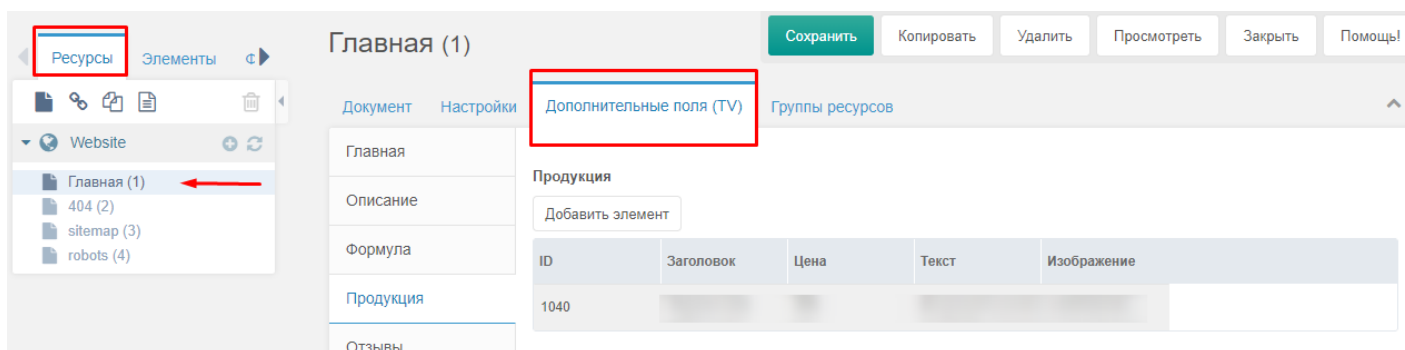 Ресурсы Элементы
Главная (1)
Сохранить Копировать Удалить Просмотреть Закрыть Помощь!
Документ Настройки Дополнительные поля (TV) Группы ресурсов
Website
Главная (1)
404 (2)
sitemap (3)
robots (4)
Главная
Описание
Формула
Продукция
Отзывы
Продукция
Добавить элемент
ID Заголовок Цена Текст Изображение
1040